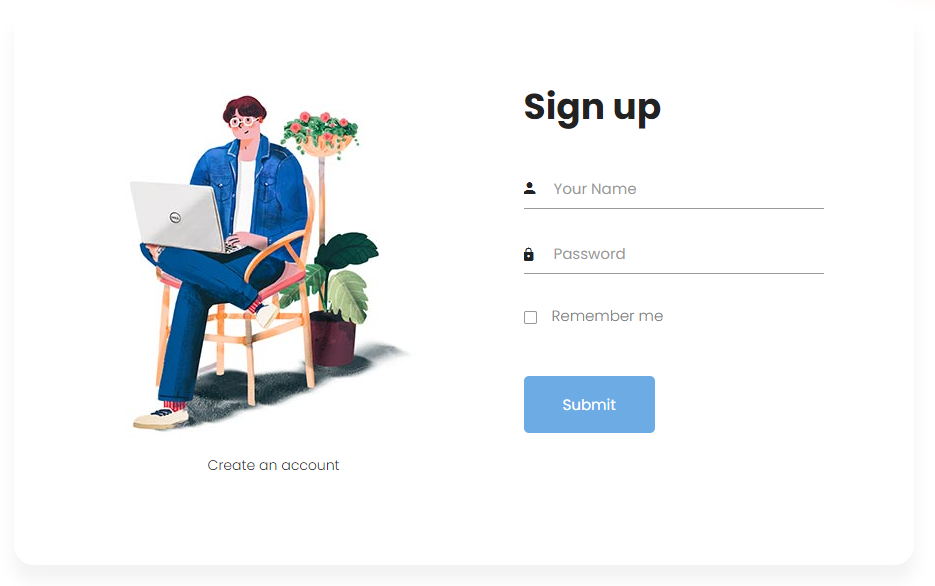 Sign up
Your Name
Password
Remember me
Submit
Create an account